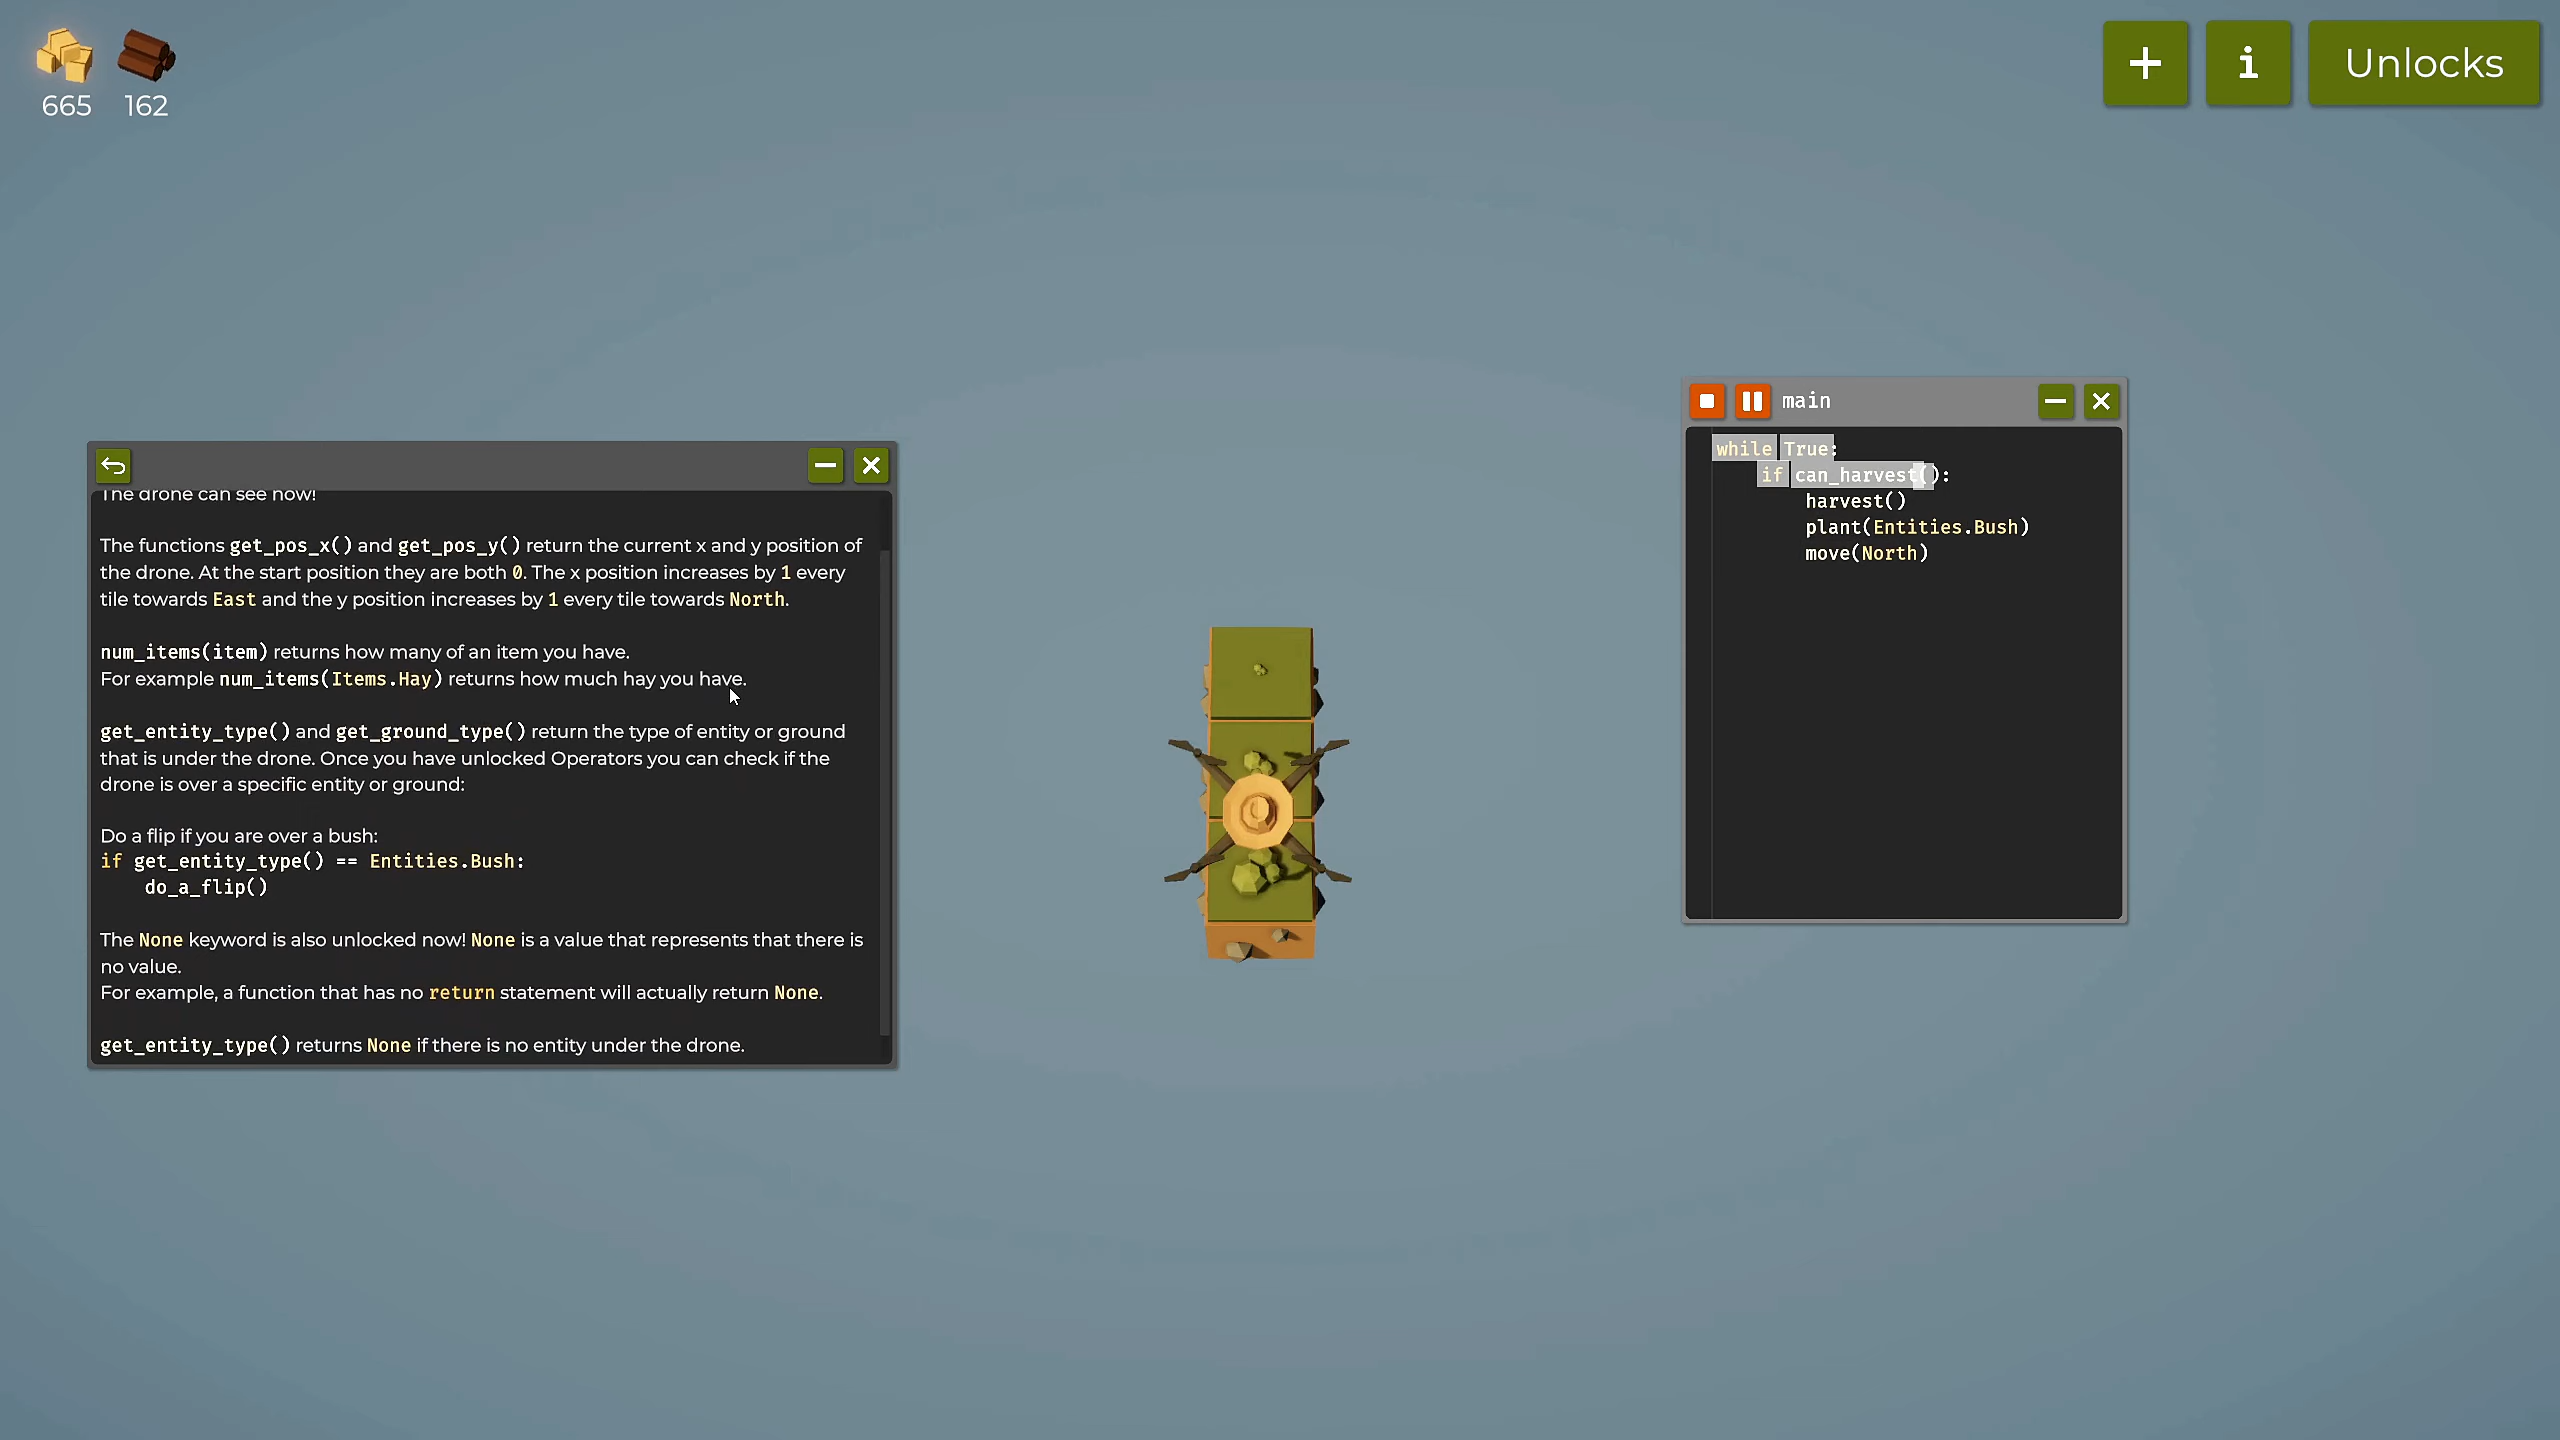 665 162
+ i Unlocks
main
while True:
if can_harvest():
harvest()
plant(Entities.Bush)
move(North)
The drone can see now!
The functions get_pos_x() and get_pos_y() return the current x and y position of
the drone. At the start position they are both 0. The x position increases by 1 every
tile towards East and the y position increases by 1 every tile towards North.
num_items(item) returns how many of an item you have.
For example num_items(Items.Hay) returns how much hay you have.
get_entity_type() and get_ground_type() return the type of entity or ground
that is under the drone. Once you have unlocked Operators you can check if the
drone is over a specific entity or ground:
Do a flip if you are over a bush:
if get_entity_type() == Entities.Bush:
do_a_flip()
The None keyword is also unlocked now! None is a value that represents that there is
no value.
For example, a function that has no return statement will actually return None.
get_entity_type() returns None if there is no entity under the drone.